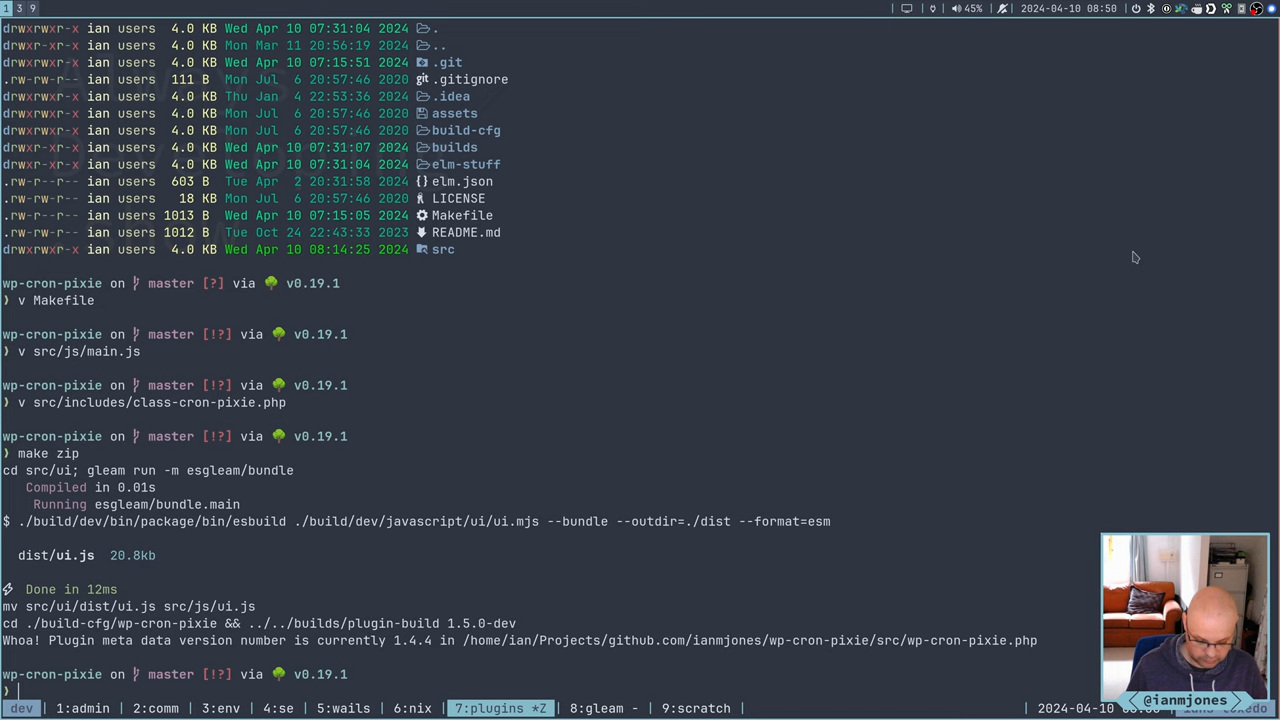 1 3 9 45% 2024-04-10 08:50
drwxrwxr-x ian users 4.0 KB Wed Apr 10 07:31:04 2024 .
drwxr-xr-x ian users 4.0 KB Mon Mar 11 20:56:19 2024 ..
drwxrwxr-x ian users 4.0 KB Wed Apr 10 07:15:51 2024 .git
.rw-rw-r-- ian users 111 B Mon Jul 6 20:57:46 2020 .gitignore
drwxrwxr-x ian users 4.0 KB Thu Jan 4 22:53:36 2024 .idea
drwxrwxr-x ian users 4.0 KB Mon Jul 6 20:57:46 2020 assets
drwxrwxr-x ian users 4.0 KB Mon Jul 6 20:57:46 2020 build-cfg
drwxrwxr-x ian users 4.0 KB Wed Apr 10 07:31:07 2024 builds
drwxrwxr-x ian users 4.0 KB Wed Apr 10 07:31:04 2024 elm-stuff
.rw-r--r-- ian users 603 B Tue Apr 2 20:31:58 2024 elm.json
.rw-rw-r-- ian users 18 KB Mon Jul 6 20:57:46 2020 LICENSE
.rw-rw-r-- ian users 1013 B Wed Apr 10 07:15:05 2024 Makefile
.rw-rw-r-- ian users 1012 B Tue Oct 24 22:43:33 2023 README.md
drwxrwxr-x ian users 4.0 KB Wed Apr 10 08:14:25 2024 src
wp-cron-pixie on master [?] via v0.19.1
❯ v Makefile
wp-cron-pixie on master [!?] via v0.19.1
❯ v src/js/main.js
wp-cron-pixie on master [!?] via v0.19.1
❯ v src/includes/class-cron-pixie.php
wp-cron-pixie on master [!?] via v0.19.1
❯ make zip
cd src/ui; gleam run -m esgleam/bundle
Compiled in 0.01s
Running esgleam/bundle.main
$ ./build/dev/bin/package/bin/esbuild ./build/dev/javascript/ui/ui.mjs --bundle --outdir=./dist --format=esm
dist/ui.js 20.8kb
Done in 12ms
mv src/ui/dist/ui.js src/js/ui.js
cd ./build-cfg/wp-cron-pixie && ../../builds/plugin-build 1.5.0-dev
Whoa! Plugin meta data version number is currently 1.4.4 in /home/ian/Projects/github.com/ianmjones/wp-cron-pixie/src/wp-cron-pixie.php
wp-cron-pixie on master [!?] via v0.19.1
❯
@ianmjones
dev 1:admin | 2:comm | 3:env | 4:se | 5:wails | 6:nix | 7:plugins *Z | 8:gleam - | 9:scratch | 2024-04-10